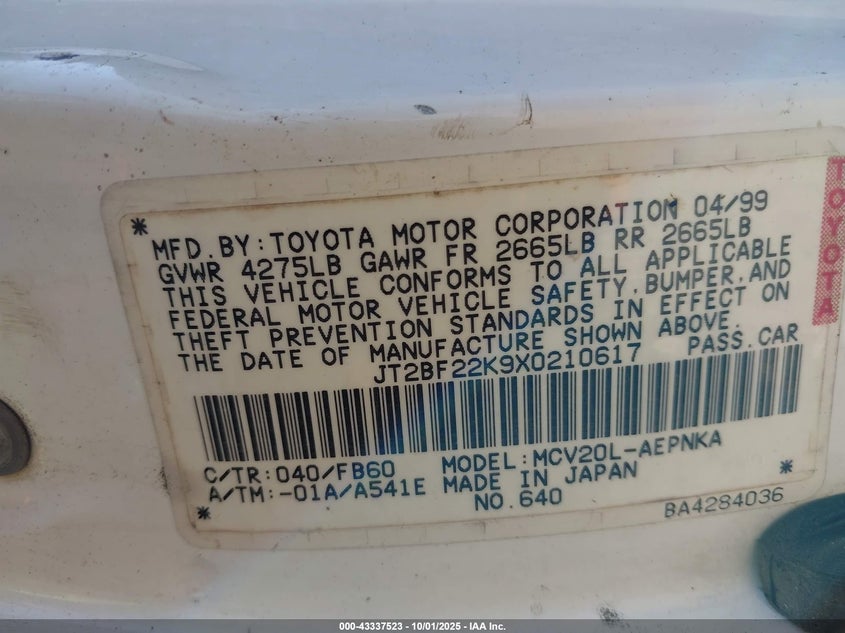 MFD.BY:TOYOTA MOTOR CORPORATION 04/99
GVWR 4275LB GAWR FR 2665LB RR 2665LB
THIS VEHICLE CONFORMS TO ALL APPLICABLE
FEDERAL MOTOR VEHICLE SAFETY,BUMPER,AND
THEFT PREVENTION STANDARDS IN EFFECT ON
THE DATE OF MANUFACTURE SHOWN ABOVE.
JT2BF22K9X0210617 PASS.CAR
C/TR:040/FB60 MODEL:MCV20L-AEPNKA
A/TM:-01A/A541E MADE IN JAPAN
NO.640
BA4284036
TOYOTA
000-43337523 - 10/01/2025 - IAA Inc.